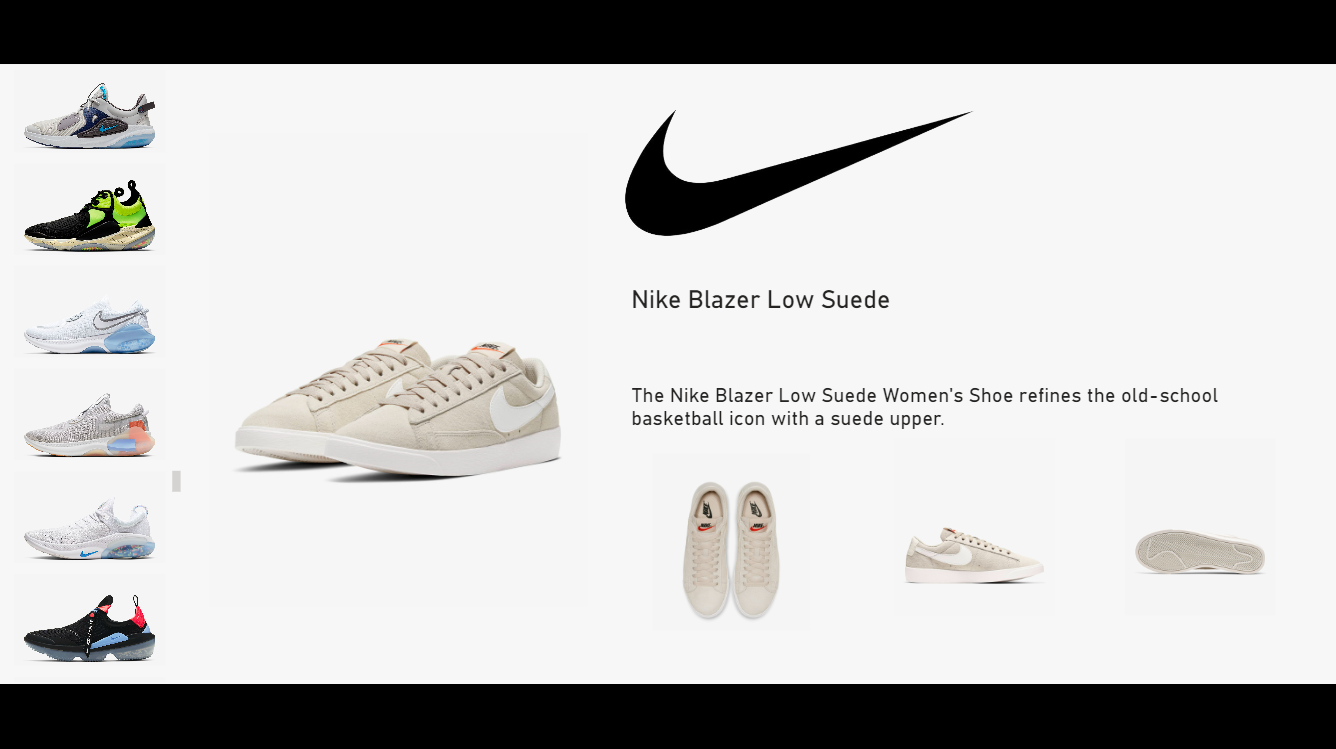 Nike Blazer Low Suede
The Nike Blazer Low Suede Women's Shoe refines the old-school
basketball icon with a suede upper.